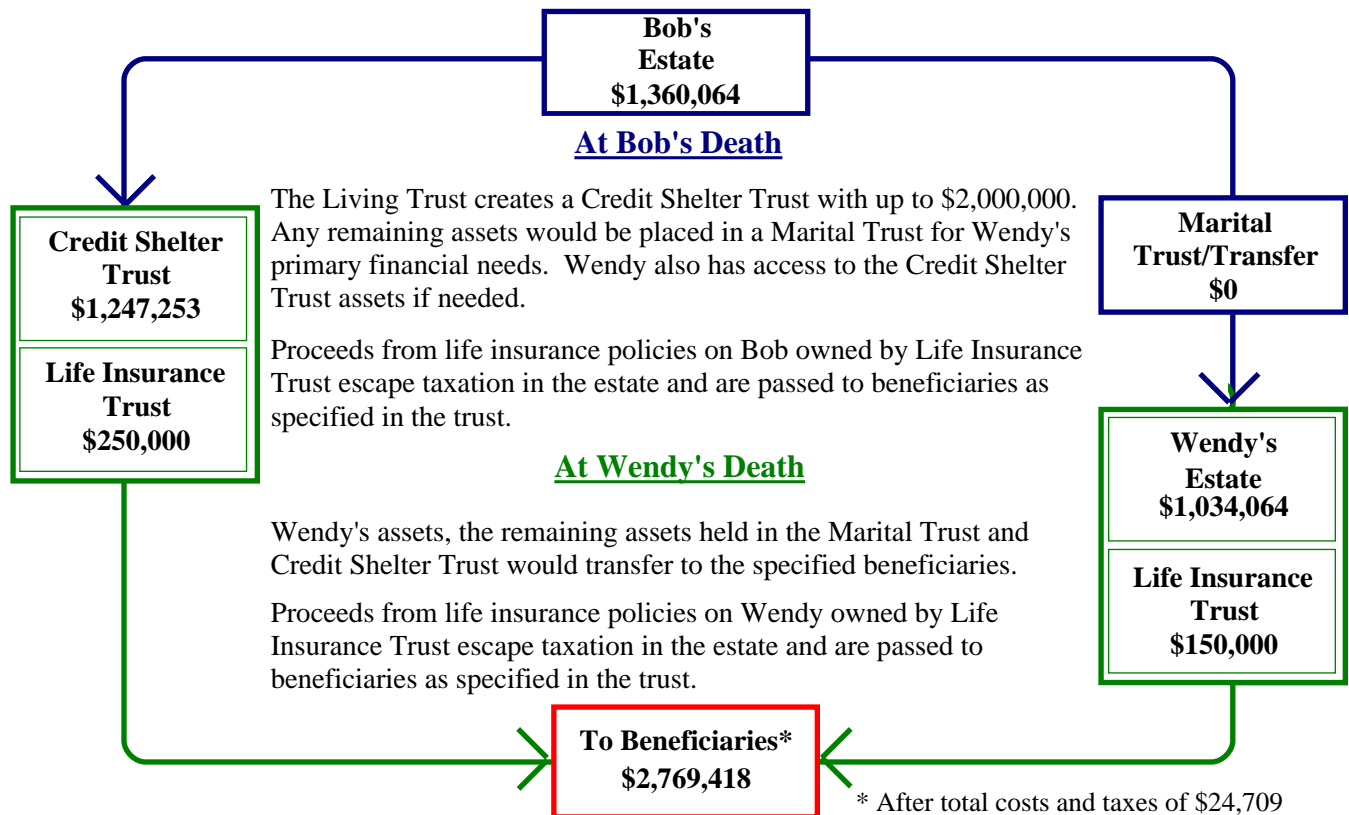 Bob's
Estate
$1,360,064
At Bob's Death
The Living Trust creates a Credit Shelter Trust with up to $2,000,000.
Any remaining assets would be placed in a Marital Trust for Wendy's
primary financial needs. Wendy also has access to the Credit Shelter
Trust assets if needed.
Proceeds from life insurance policies on Bob owned by Life Insurance
Trust escape taxation in the estate and are passed to beneficiaries as
specified in the trust.
Credit Shelter
Trust
$1,247,253
Life Insurance
Trust
$250,000
Marital
Trust/Transfer
$0
At Wendy's Death
Wendy's assets, the remaining assets held in the Marital Trust and
Credit Shelter Trust would transfer to the specified beneficiaries.
Proceeds from life insurance policies on Wendy owned by Life
Insurance Trust escape taxation in the estate and are passed to
beneficiaries as specified in the trust.
Wendy's
Estate
$1,034,064
Life Insurance
Trust
$150,000
To Beneficiaries*
$2,769,418
* After total costs and taxes of $24,709